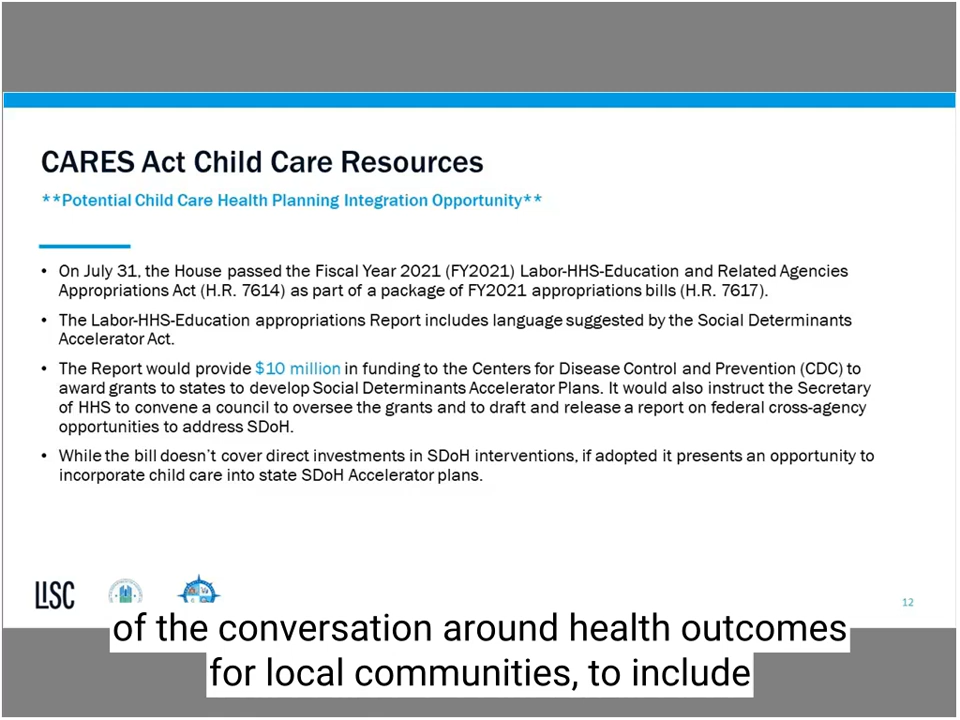 CARES Act Child Care Resources
**Potential Child Care Health Planning Integration Opportunity**
• On July 31, the House passed the Fiscal Year 2021 (FY2021) Labor-HHS-Education and Related Agencies
Appropriations Act (H.R. 7614) as part of a package of FY2021 appropriations bills (H.R. 7617).
• The Labor-HHS-Education appropriations Report includes language suggested by the Social Determinants
Accelerator Act.
• The Report would provide $10 million in funding to the Centers for Disease Control and Prevention (CDC) to
award grants to states to develop Social Determinants Accelerator Plans. It would also instruct the Secretary
of HHS to convene a council to oversee the grants and to draft and release a report on federal cross-agency
opportunities to address SDoH.
• While the bill doesn't cover direct investments in SDoH interventions, if adopted it presents an opportunity to
incorporate child care into state SDoH Accelerator plans.
LISC
12
of the conversation around health outcomes
for local communities, to include